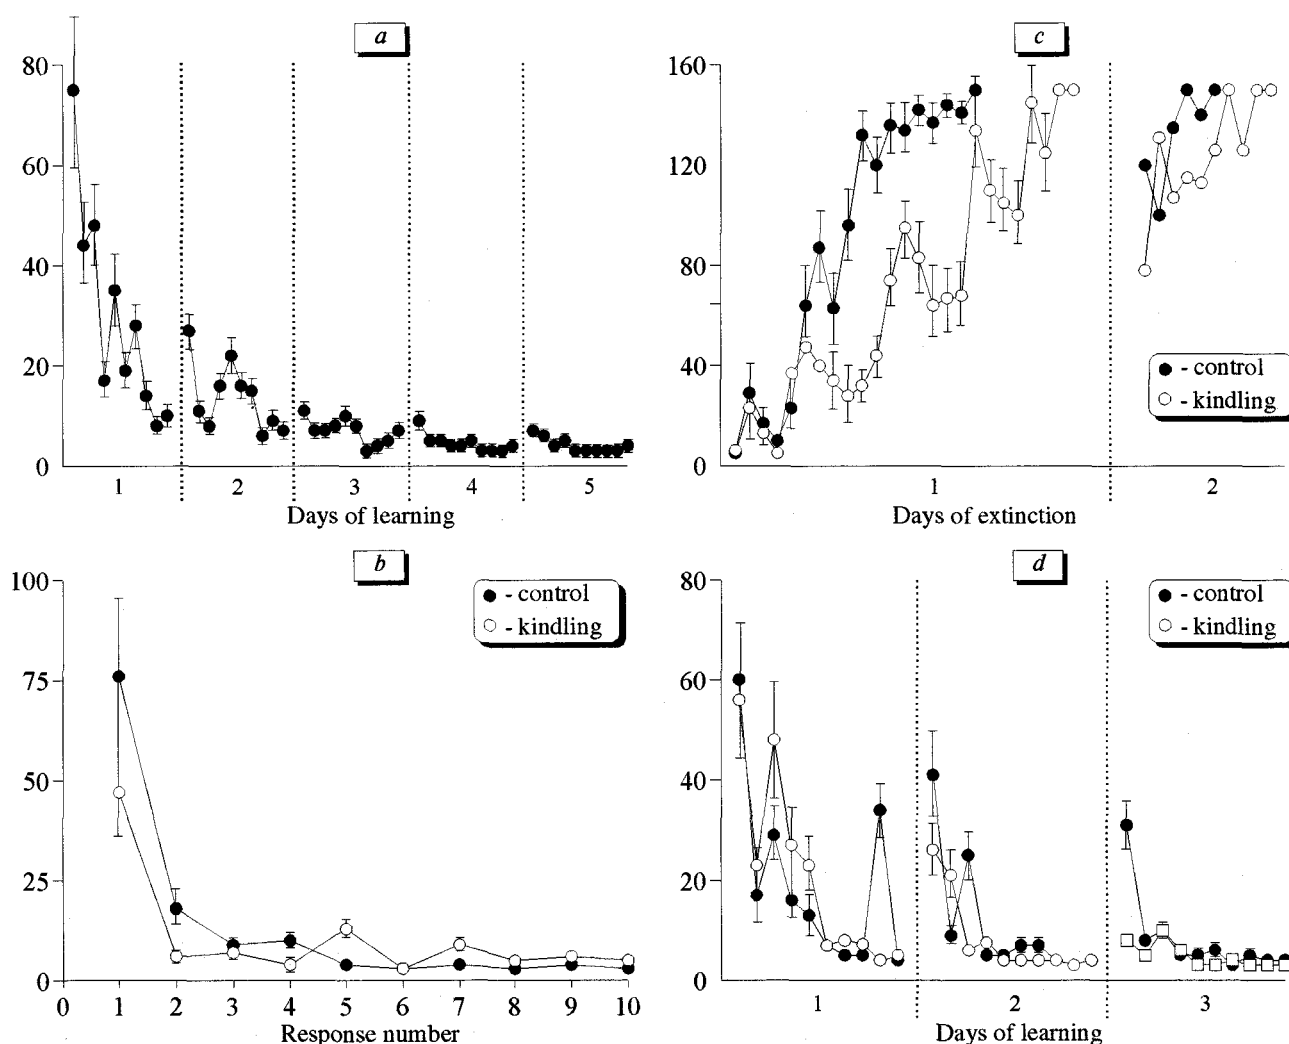 a
80
60
40
20
0
1 2 3 4 5
Days of learning
c
160
120
80
40
0
- control
- kindling
1 2
Days of extinction
b
100
75
50
25
0
- control
- kindling
0 1 2 3 4 5 6 7 8 9 10
Response number
d
80
60
40
20
0
- control
- kindling
1 2 3
Days of learning